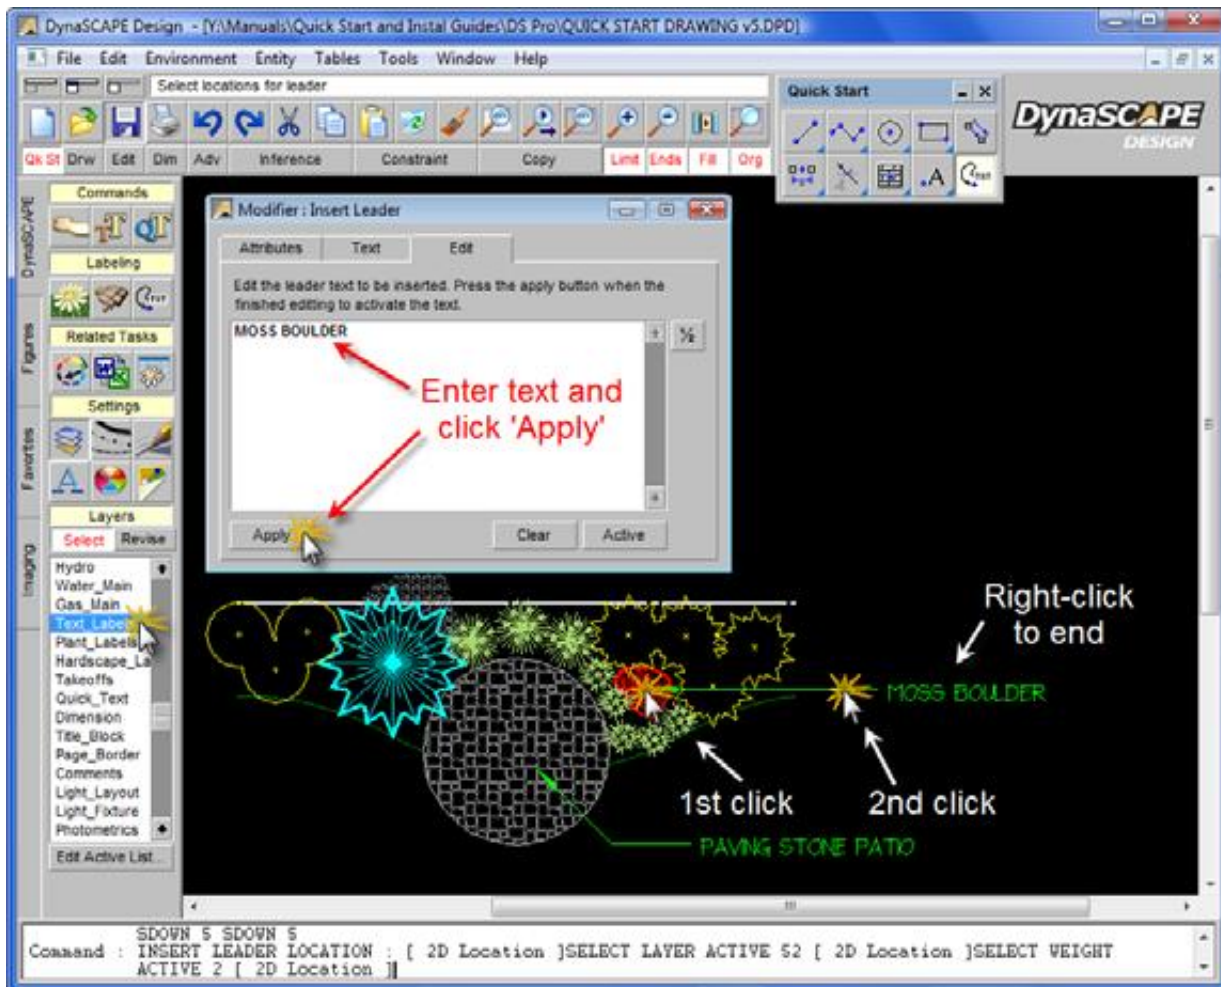 DynaSCAPE Design - [Y:\Manuals\Quick Start and Instal Guides\DS Pro\QUICK START DRAWING v5.DPD]
File Edit Environment Entity Tables Tools Window Help
Select locations for leader
Quick Start
DynaSCAPE
DESIGN
Qk St Drw Edit Dim Adv Inference Constraint Copy Limit Ends Fill Org
.A
DynaSCAPE
Figures
Favorites
Imaging
Commands
Labeling
Related Tasks
Settings
Layers
Select Revise
Hydro
Water_Main
Gas_Main
Text_Label
Plant_Labels
Hardscape_La
Takeoffs
Quick_Text
Dimension
Title_Block
Page_Border
Comments
Light_Layout
Light_Fixture
Photometrics
Edit Active List...
Modifier : Insert Leader
Attributes Text Edit
Edit the leader text to be inserted. Press the apply button when the
finished editing to activate the text.
MOSS BOULDER
½
Enter text and
click 'Apply'
Apply Clear Active
Right-click
to end
MOSS BOULDER
1st click
2nd click
PAVING STONE PATIO
SDOWN 5 SDOWN 5
Command : INSERT LEADER LOCATION : [ 2D Location ]SELECT LAYER ACTIVE 52 [ 2D Location ]SELECT WEIGHT
ACTIVE 2 [ 2D Location ]